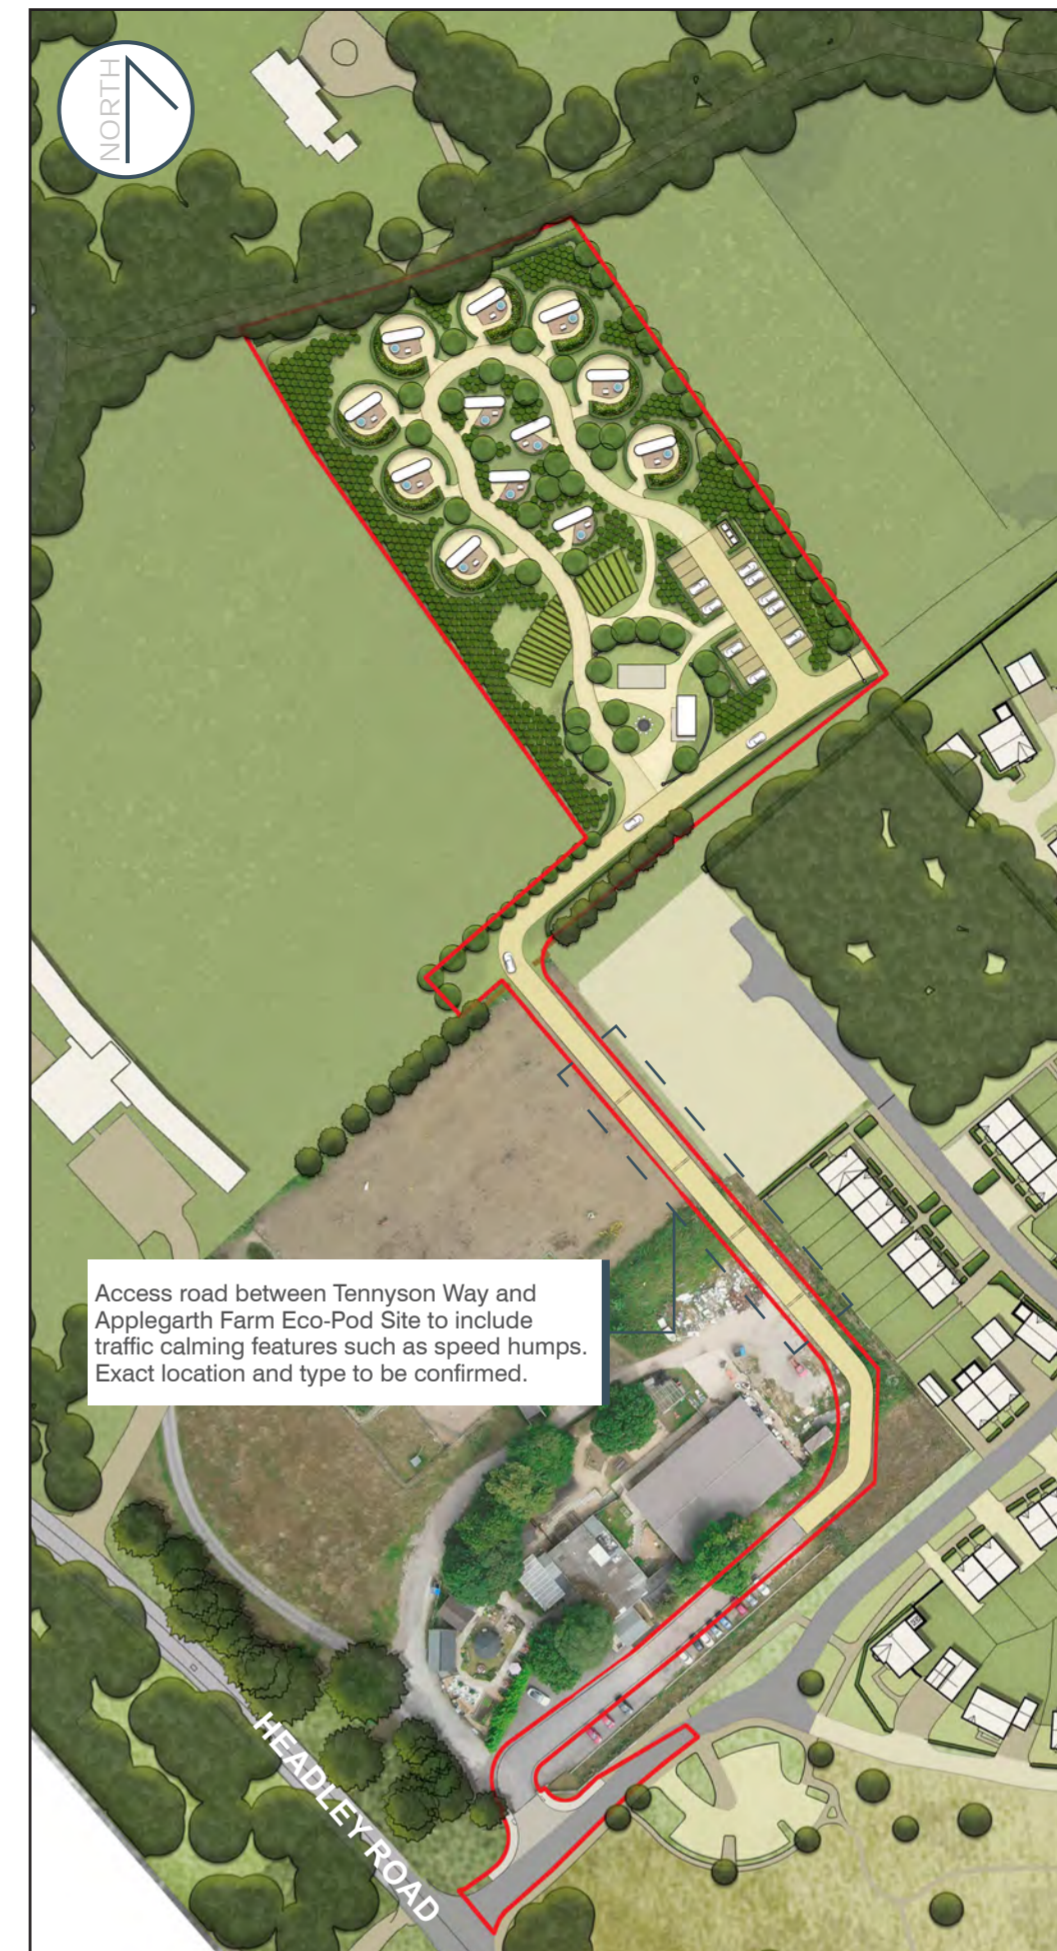 NORTH
Access road between Tennyson Way and
Applegarth Farm Eco-Pod Site to include
traffic calming features such as speed humps.
Exact location and type to be confirmed.
HEADLEY ROAD